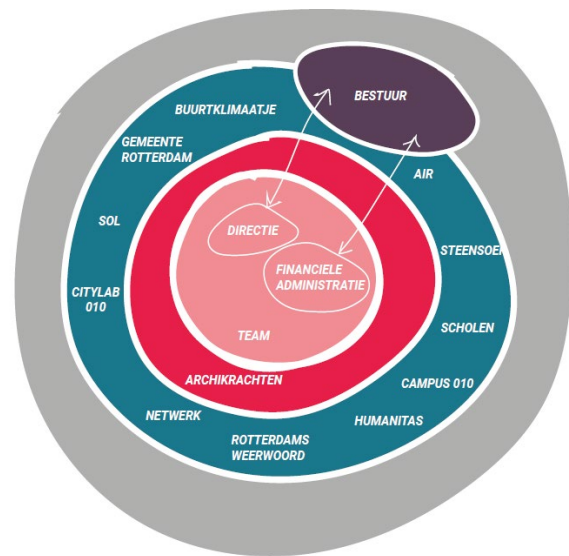 BESTUUR
BUURTKLIMAATJE
GEMEENTE
ROTTERDAM
AIR
SOL
DIRECTIE
STEENSOEP
FINANCIELE
ADMINISTRATIE
CITYLAB
010
TEAM
SCHOLEN
ARCHIKRACHTEN
CAMPUS 010
NETWERK
HUMANITAS
ROTTERDAMS
WEERWOORD